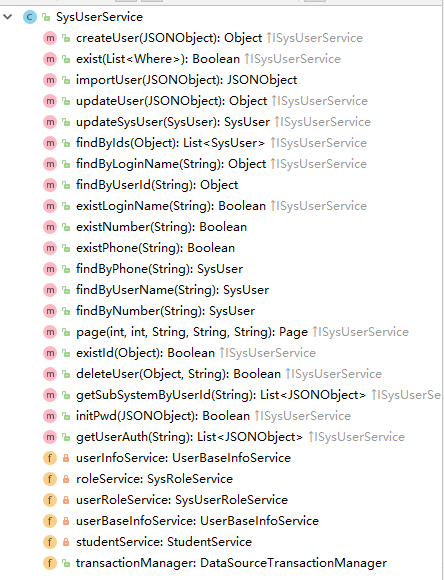 SysUserService
createUser(JSONObject): Object ↑ISysUserService
exist(List<Where>): Boolean ↑ISysUserService
importUser(JSONObject): JSONObject
updateUser(JSONObject): Object ↑ISysUserService
updateSysUser(SysUser): SysUser ↑ISysUserService
findByIds(Object): List<SysUser> ↑ISysUserService
findByLoginName(String): Object ↑ISysUserService
findByUserId(String): Object
existLoginName(String): Boolean ↑ISysUserService
existNumber(String): Boolean
existPhone(String): Boolean
findByPhone(String): SysUser
findByUserName(String): SysUser
findByNumber(String): SysUser
page(int, int, String, String, String): Page ↑ISysUserService
existId(Object): Boolean ↑ISysUserService
deleteUser(Object, String): Boolean ↑ISysUserService
getSubSystemByUserId(String): List<JSONObject> ↑ISysUserSe
initPwd(JSONObject): Boolean ↑ISysUserService
getUserAuth(String): List<JSONObject> ↑ISysUserService
userInfoService: UserBaseInfoService
roleService: SysRoleService
userRoleService: SysUserRoleService
userBaseInfoService: UserBaseInfoService
studentService: StudentService
transactionManager: DataSourceTransactionManager